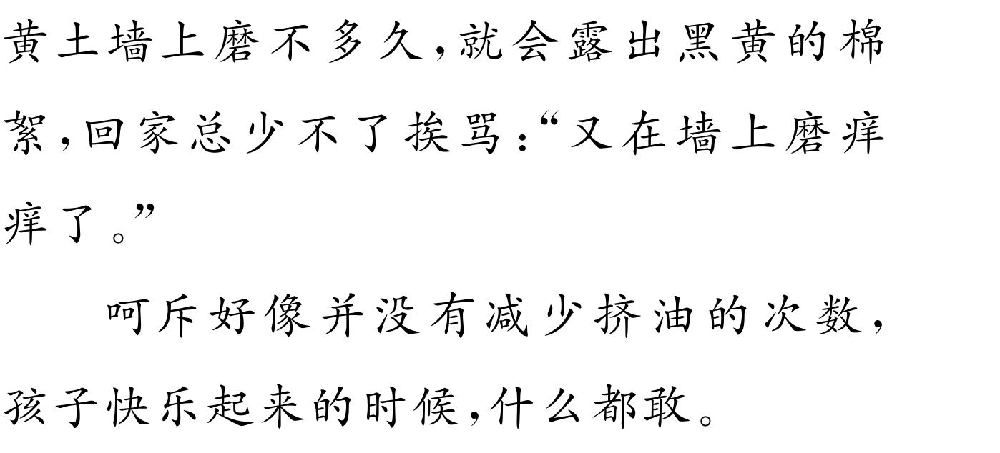 黄土墙上磨不多久,就会露出黑黄的棉
絮,回家总少不了挨骂:“又在墙上磨痒
痒了。”
呵斥好像并没有减少挤油的次数,
孩子快乐起来的时候,什么都敢。